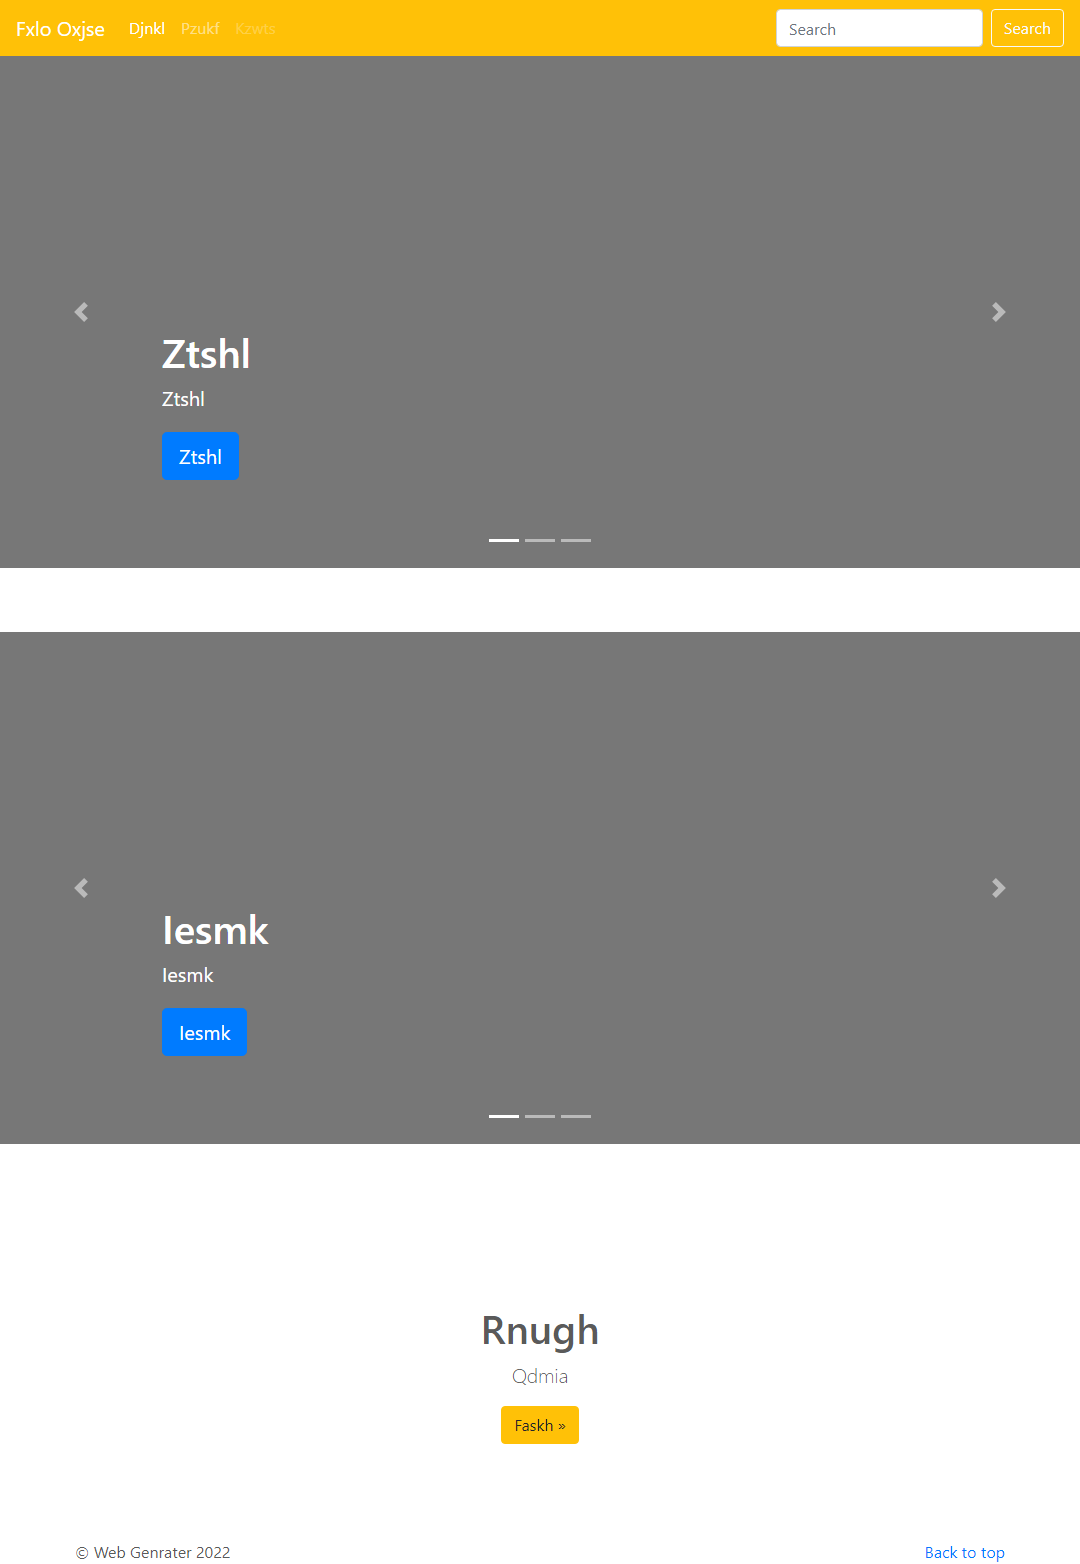 Fxlo Oxjse Djnkl Pzukf Kzwts Search Search
Ztshl
Ztshl
Ztshl
Iesmk
Iesmk
Iesmk
Rnugh
Qdmia
Faskh »
© Web Genrater 2022 Back to top